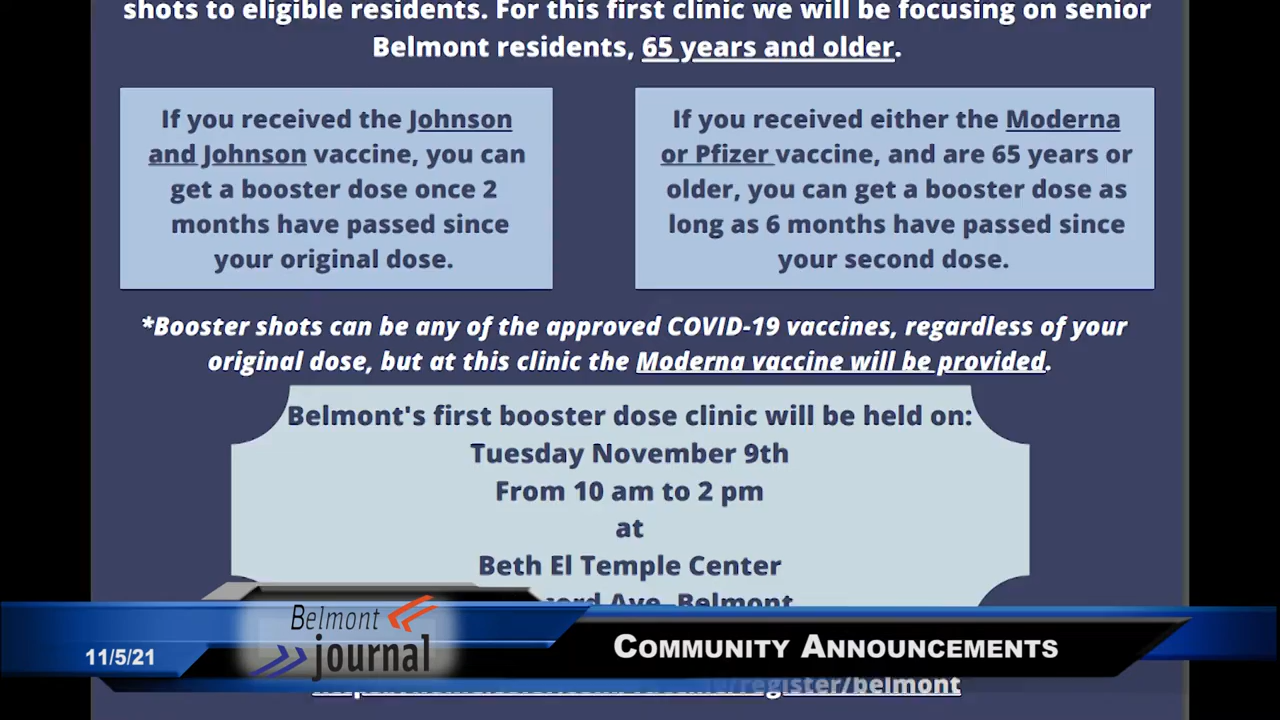 shots to eligible residents. For this first clinic we will be focusing on senior
Belmont residents, 65 years and older.
If you received the Johnson
and Johnson vaccine, you can
get a booster dose once 2
months have passed since
your original dose.
If you received either the Moderna
or Pfizer vaccine, and are 65 years or
older, you can get a booster dose as
long as 6 months have passed since
your second dose.
*Booster shots can be any of the approved COVID-19 vaccines, regardless of your
original dose, but at this clinic the Moderna vaccine will be provided.
Belmont's first booster dose clinic will be held on:
Tuesday November 9th
From 10 am to 2 pm
at
Beth El Temple Center
Ave, Belmont
Belmont
journal
11/5/21
COMMUNITY ANNOUNCEMENTS
register/belmont